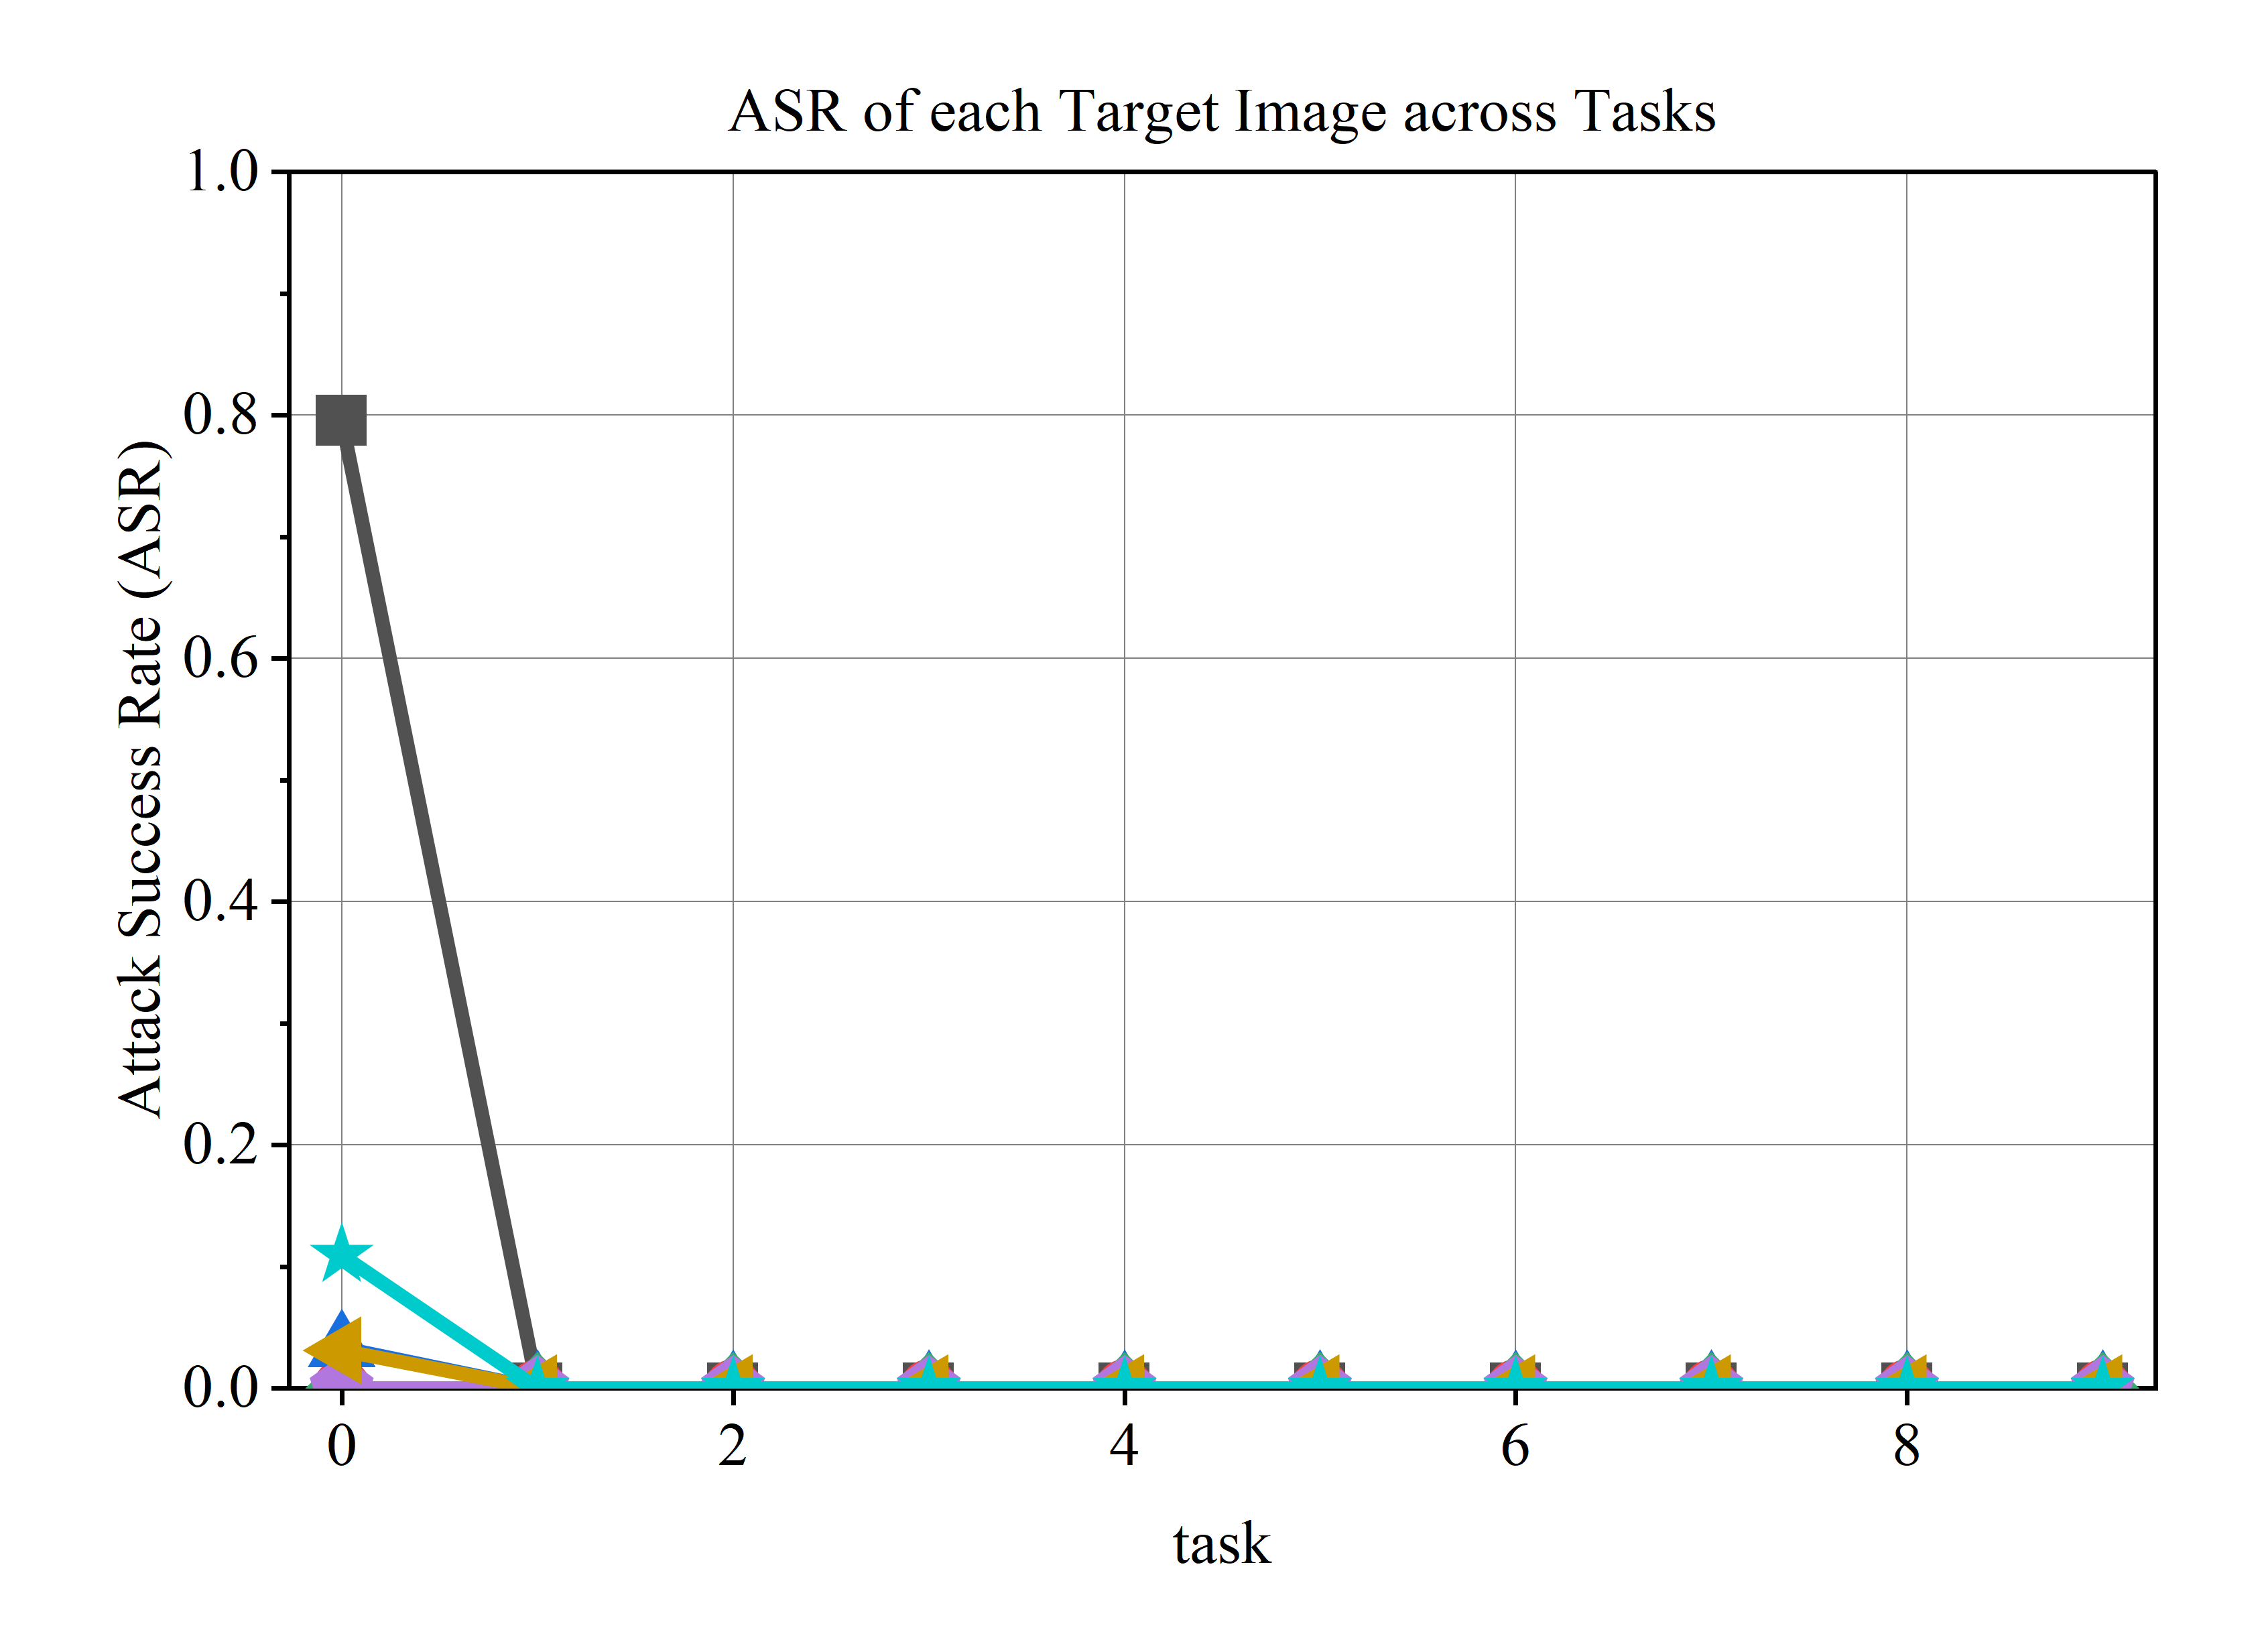 ASR of each Target Image across Tasks
1.0
0.8
0.6
0.4
0.2
0.0
Attack Success Rate (ASR)
0 2 4 6 8
task